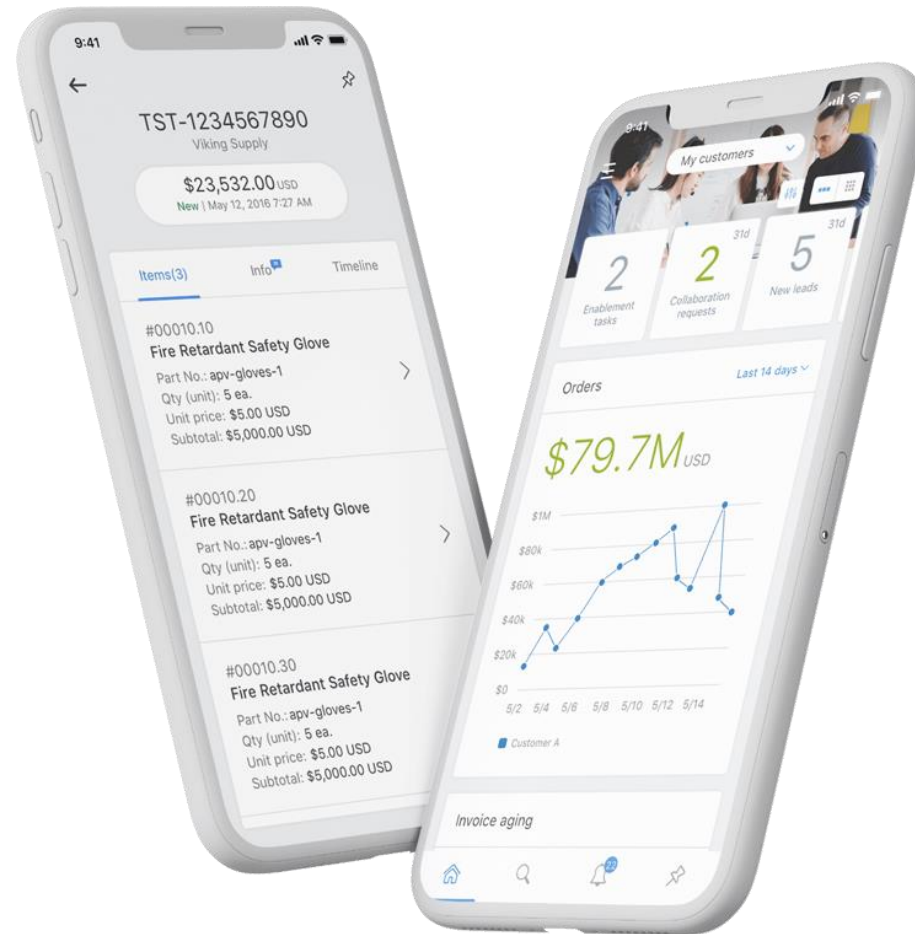 9:41
TST-1234567890
Viking Supply
$23,532.00 USD
New | May 12, 2016 7:27 AM
Items(3) Info Timeline
#00010.10
Fire Retardant Safety Glove
Part No.: apv-gloves-1
Qty (unit): 5 ea.
Unit price: $5.00 USD
Subtotal: $5,000.00 USD
#00010.20
Fire Retardant Safety Glove
Part No.: apv-gloves-1
Qty (unit): 5 ea.
Unit price: $5.00 USD
Subtotal: $5,000.00 USD
#00010.30
Fire Retardant Safety Glove
Part No.: apv-gloves-1
Qty (unit): 5 ea.
Unit price: $5.00 USD
Subtotal: $5,000.00 USD
9:41
My customers
2
Enablement
tasks
31d
2
Collaboration
requests
31d
5
New leads
Orders Last 14 days
$79.7M USD
$1M
$80k
$60k
$40k
$20k
$0
5/2 5/4 5/6 5/8 5/10 5/12 5/14
Customer A
Invoice aging